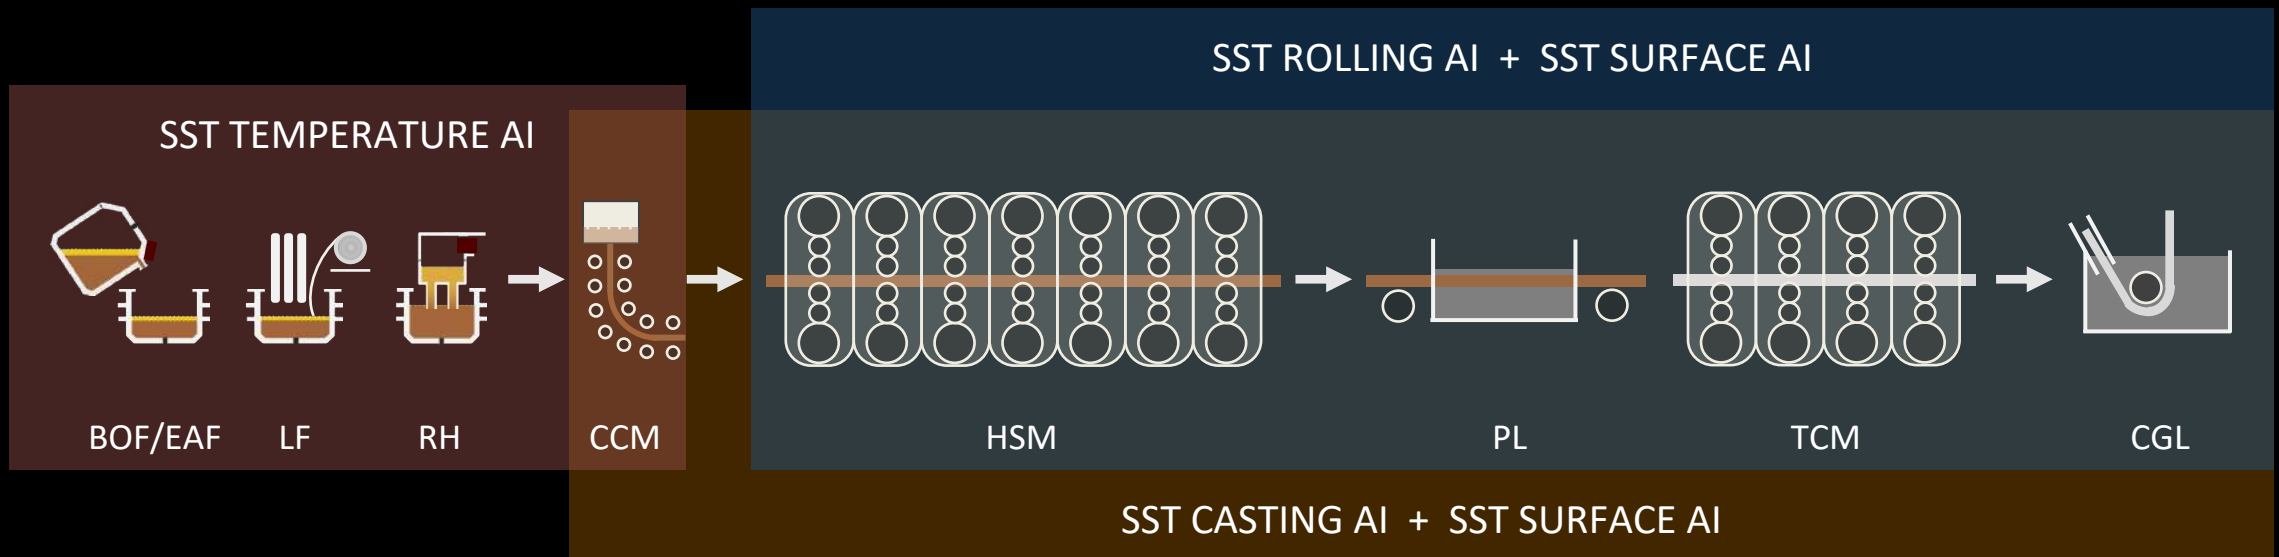 SST ROLLING AI + SST SURFACE AI
SST TEMPERATURE AI
BOF/EAF LF RH CCM HSM PL TCM CGL
SST CASTING AI + SST SURFACE AI